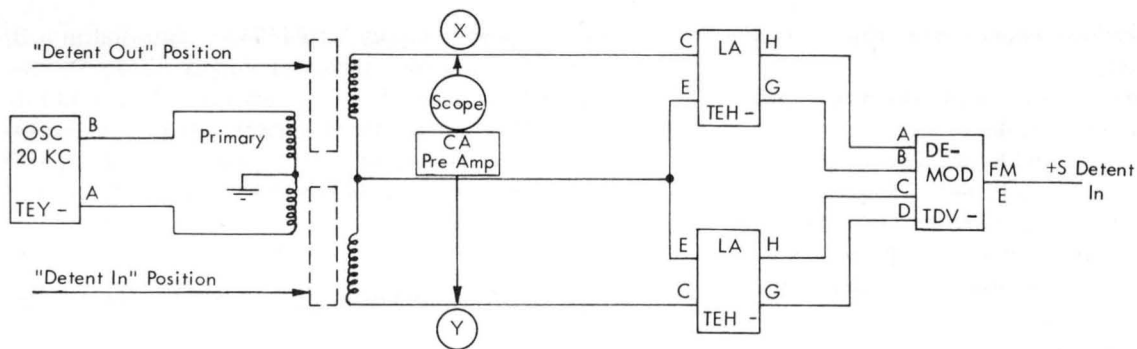 "Detent Out" Position
X
C
LA
H
E
G
TEH -
Scope
CA
Pre Amp
OSC
20 KC
TEY -
B
A
Primary
A
B
C
D
DE-
MOD
TDV -
FM
E
+S Detent
In
"Detent In" Position
E
LA
H
C
G
TEH -
Y